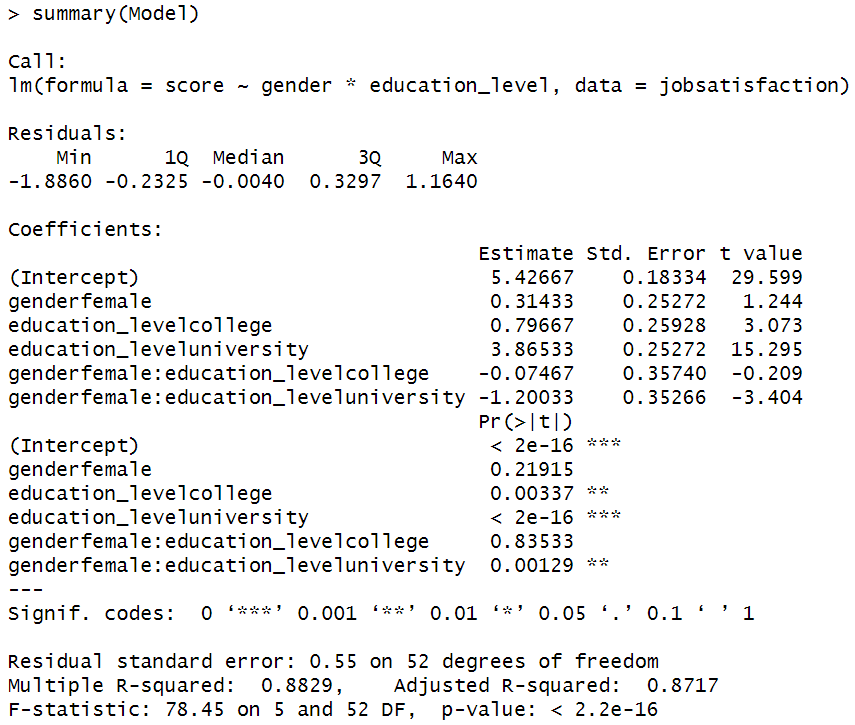 > summary(Model)

Call:
lm(formula = score ~ gender * education_level, data = jobsatisfaction)

Residuals:
    Min      1Q  Median      3Q     Max
-1.8860 -0.2325 -0.0040  0.3297  1.1640

Coefficients:
                                       Estimate Std. Error t value
(Intercept)                             5.42667    0.18334  29.599
genderfemale                            0.31433    0.25272   1.244
education_levelcollege                  0.79667    0.25928   3.073
education_leveluniversity               3.86533    0.25272  15.295
genderfemale:education_levelcollege    -0.07467    0.35740  -0.209
genderfemale:education_leveluniversity -1.20033    0.35266  -3.404
                                       Pr(>|t|)
(Intercept)                             < 2e-16 ***
genderfemale                            0.21915
education_levelcollege                  0.00337 **
education_leveluniversity               < 2e-16 ***
genderfemale:education_levelcollege     0.83533
genderfemale:education_leveluniversity  0.00129 **
---
Signif. codes:  0 ‘***’ 0.001 ‘**’ 0.01 ‘*’ 0.05 ‘.’ 0.1 ‘ ’ 1

Residual standard error: 0.55 on 52 degrees of freedom
Multiple R-squared:  0.8829,    Adjusted R-squared:  0.8717
F-statistic: 78.45 on 5 and 52 DF,  p-value: < 2.2e-16